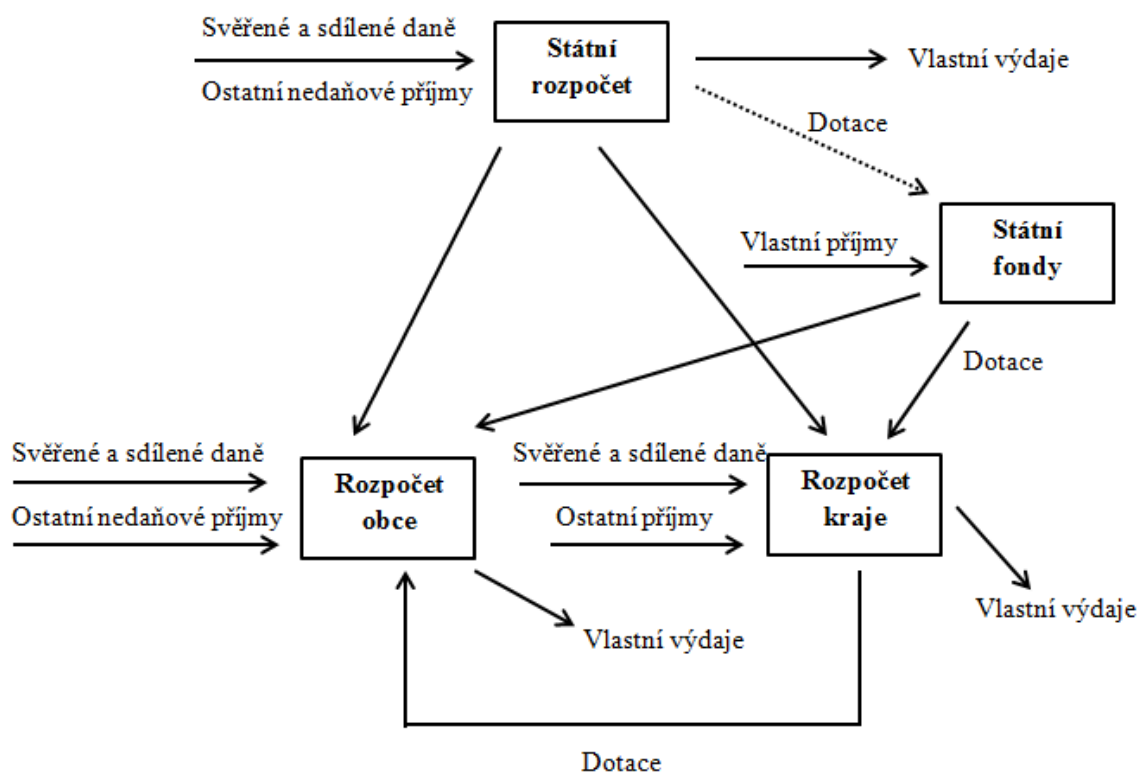 Svěřené a sdílené daně
Ostatní nedaňové příjmy
Státní
rozpočet
Vlastní výdaje
Dotace
Vlastní příjmy
Státní
fondy
Dotace
Svěřené a sdílené daně
Ostatní nedaňové příjmy
Rozpočet
obce
Svěřené a sdílené daně
Ostatní příjmy
Rozpočet
kraje
Vlastní výdaje
Vlastní výdaje
Dotace